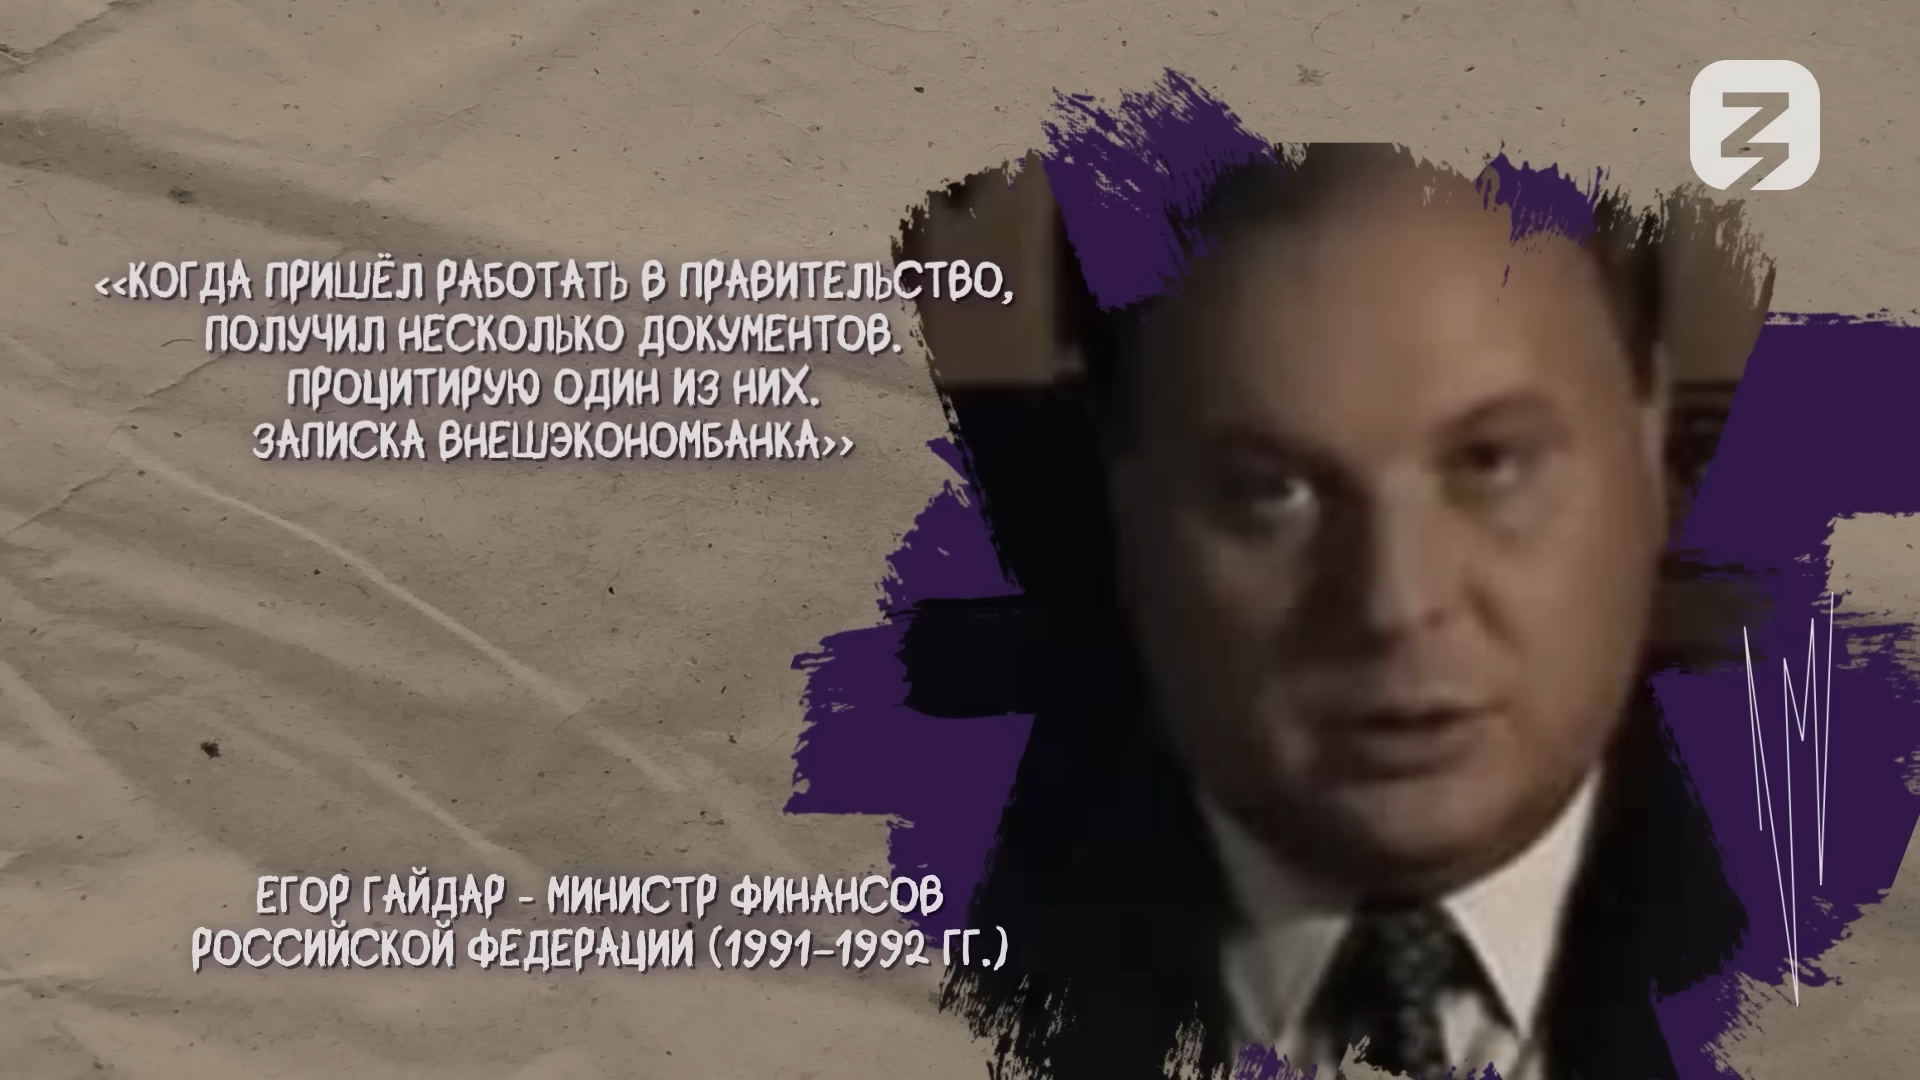 <<КОГДА ПРИШЁЛ РАБОТАТЬ В ПРАВИТЕЛЬСТВО,
ПОЛУЧИЛ НЕСКОЛЬКО ДОКУМЕНТОВ.
ПРОЦИТИРУЮ ОДИН ИЗ НИХ.
ЗАПИСКА ВНЕШЭКОНОМБАНКА>>
ЕГОР ГАЙДАР - МИНИСТР ФИНАНСОВ
РОССИЙСКОЙ ФЕДЕРАЦИИ (1991-1992 ГГ.)